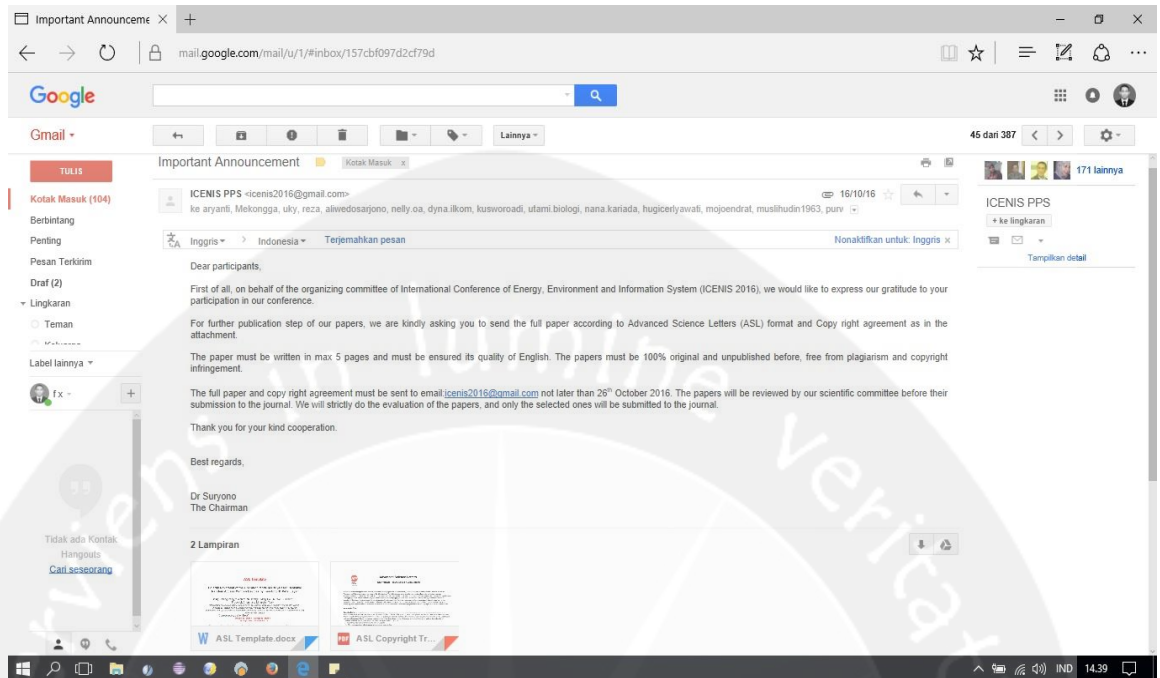 Important Announceme
mail.google.com/mail/u/1/#inbox/157cbf097d2cf79d
Google
Gmail
Lainnya
45 dari 387
TULIS
Kotak Masuk (104)
Berbintang
Penting
Pesan Terkirim
Draf (2)
Lingkaran
Teman
Label lainnya
f x -
Tidak ada Kontak
Hangouts
Cari seseorang
Important Announcement
Kotak Masuk x
ICENIS PPS <icenis2016@gmail.com>
16/10/16
ke aryanti, Mekongga, uky, reza, aliwedosarjono, nelly.oa, dyna.ilkom, kusworoadi, utami.biologi, nana.kariada, hugicerlyawati, mojoendrat, muslihudin1963, purv
Inggris > Indonesia Terjemahkan pesan
Nonaktifkan untuk: Inggris x
Dear participants,
First of all, on behalf of the organizing committee of International Conference of Energy, Environment and Information System (ICENIS 2016), we would like to express our gratitude to your
participation in our conference.
For further publication step of our papers, we are kindly asking you to send the full paper according to Advanced Science Letters (ASL) format and Copy right agreement as in the
attachment.
The paper must be written in max 5 pages and must be ensured its quality of English. The papers must be 100% original and unpublished before, free from plagiarism and copyright
infringement.
The full paper and copy right agreement must be sent to email:icenis2016@gmail.com not later than 26th October 2016. The papers will be reviewed by our scientific committee before their
submission to the journal. We will strictly do the evaluation of the papers, and only the selected ones will be submitted to the journal.
Thank you for your kind cooperation.
Best regards,
Dr Suryono
The Chairman
2 Lampiran
W ASL Template.docx
PDF ASL Copyright Tr...
171 lainnya
ICENIS PPS
+ ke lingkaran
Tampilkan detail
in lumine veritatis
IND 14.39